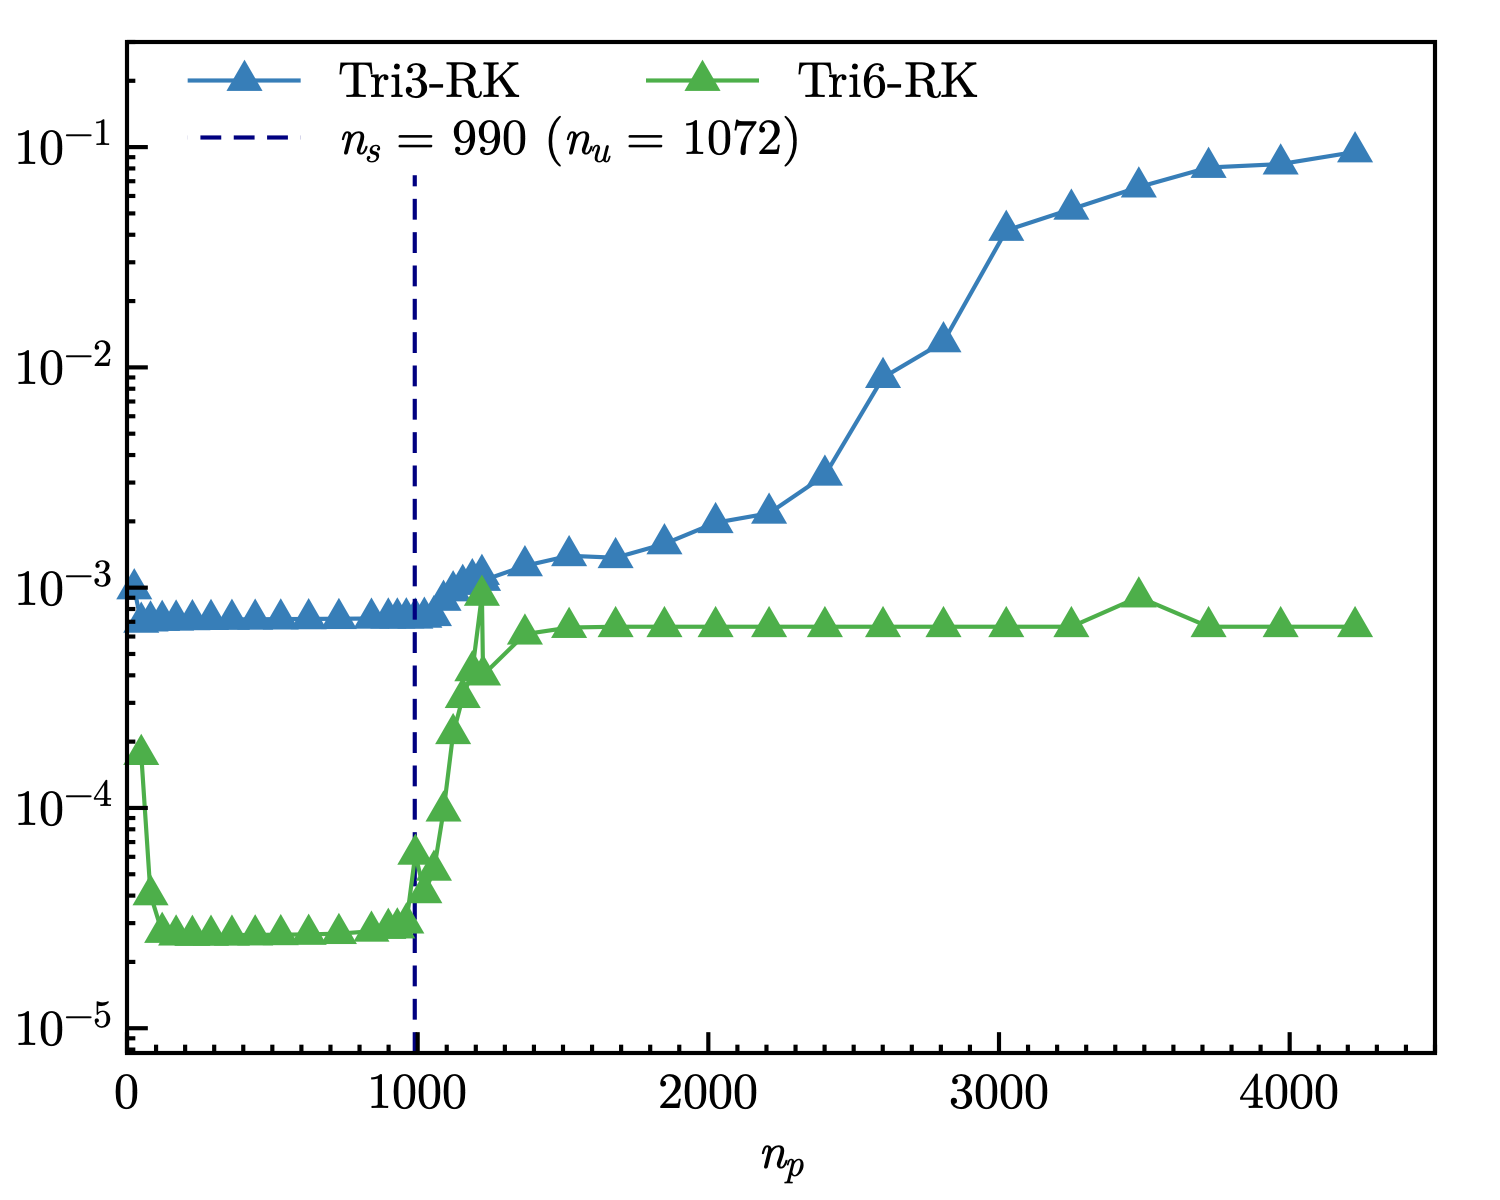 Tri3-RK Tri6-RK
n_s = 990 (n_u = 1072)
10^{-1}
10^{-2}
10^{-3}
10^{-4}
10^{-5}
0 1000 2000 3000 4000
n_p